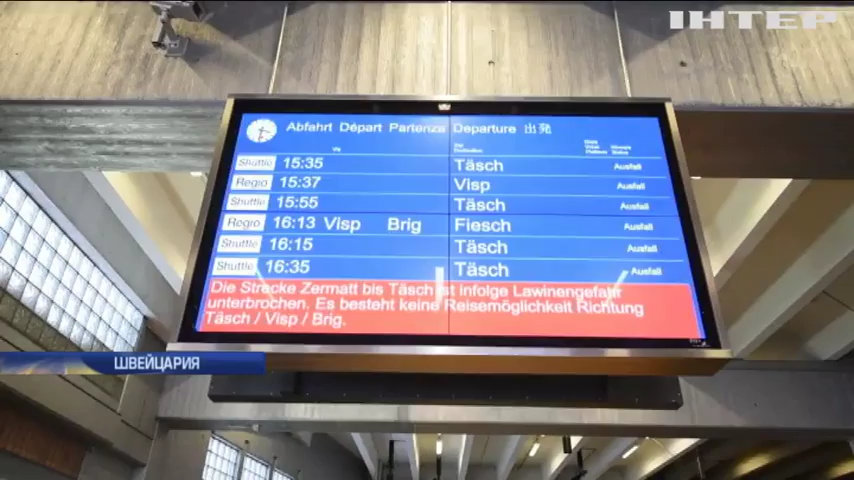 ІНТЕР
Abfahrt Départ Partenza Departure 出発
Via
Shuttle 15:35 Täsch Ausfall
Regio 15:37 Visp Ausfall
Shuttle 15:55 Täsch Ausfall
Regio 16:13 Visp Brig Fiesch Ausfall
Shuttle 16:15 Täsch Ausfall
Shuttle 16:35 Täsch Ausfall
Die Strecke Zermatt bis Täsch ist infolge Lawinengefahr
unterbrochen. Es besteht keine Reisemöglichkeit Richtung
Täsch / Visp / Brig.
ШВЕЙЦАРИЯ